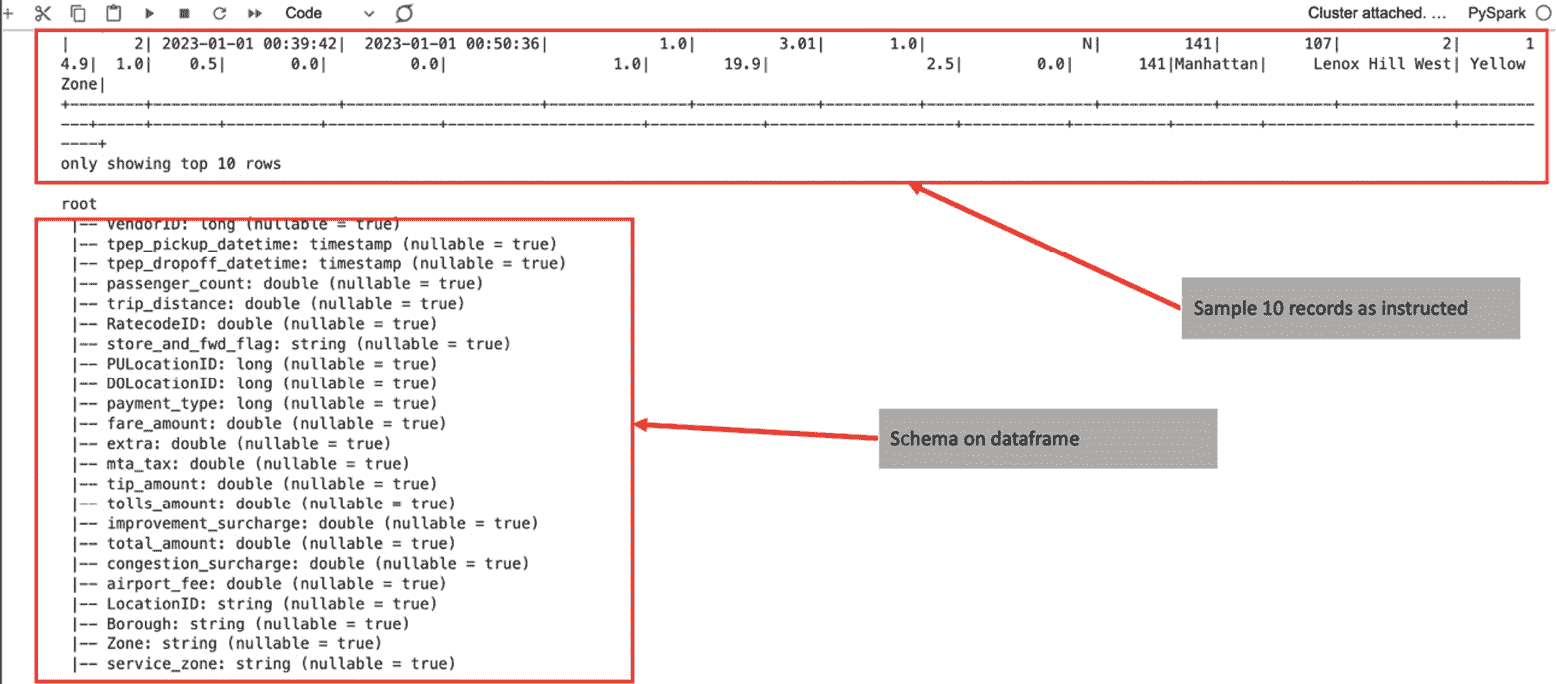 Code
Cluster attached. ...
PySpark
| 2| 2023-01-01 00:39:42| 2023-01-01 00:50:36| 1.0| 3.01| 1.0| N| 141| 107| 2| 1
4.9| 1.0| 0.5| 0.0| 0.0| 1.0| 19.9| 2.5| 0.0| 141|Manhattan| Lenox Hill West| Yellow
Zone|
only showing top 10 rows
root
|-- VendorID: long (nullable = true)
|-- tpep_pickup_datetime: timestamp (nullable = true)
|-- tpep_dropoff_datetime: timestamp (nullable = true)
|-- passenger_count: double (nullable = true)
|-- trip_distance: double (nullable = true)
|-- RatecodeID: double (nullable = true)
|-- store_and_fwd_flag: string (nullable = true)
|-- PULocationID: long (nullable = true)
|-- DOLocationID: long (nullable = true)
|-- payment_type: long (nullable = true)
|-- fare_amount: double (nullable = true)
|-- extra: double (nullable = true)
|-- mta_tax: double (nullable = true)
|-- tip_amount: double (nullable = true)
|-- tolls_amount: double (nullable = true)
|-- improvement_surcharge: double (nullable = true)
|-- total_amount: double (nullable = true)
|-- congestion_surcharge: double (nullable = true)
|-- airport_fee: double (nullable = true)
|-- LocationID: string (nullable = true)
|-- Borough: string (nullable = true)
|-- Zone: string (nullable = true)
|-- service_zone: string (nullable = true)
Sample 10 records as instructed
Schema on dataframe